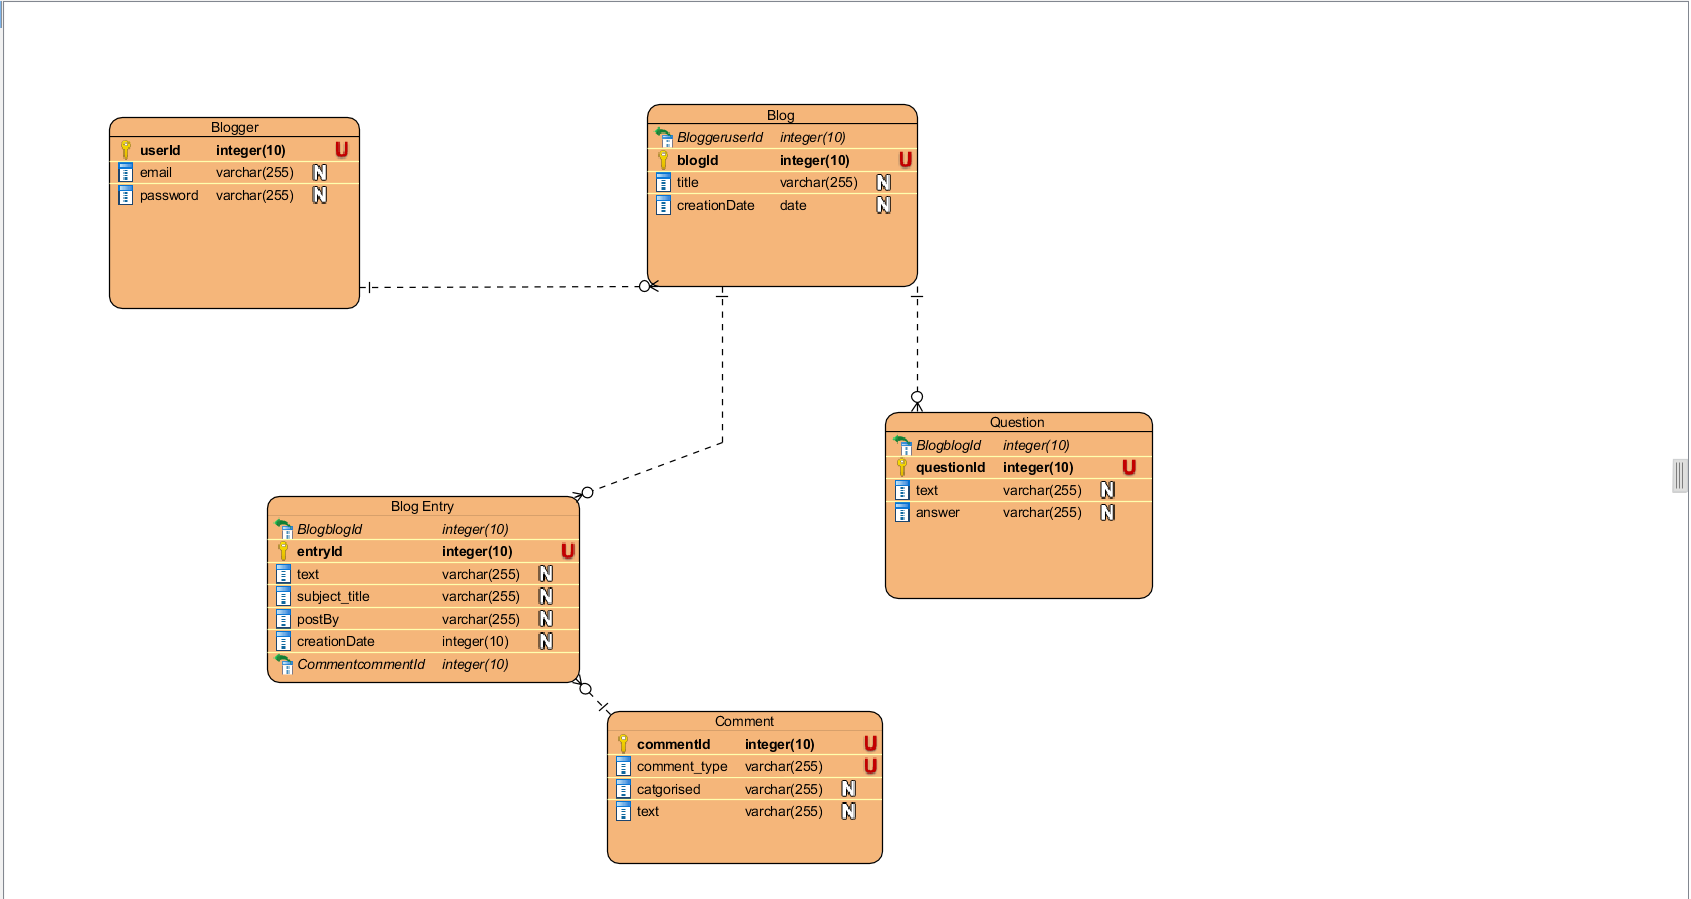 Blogger
userId integer(10) U
email varchar(255) N
password varchar(255) N
Blog
BloggeruserId integer(10)
blogId integer(10) U
title varchar(255) N
creationDate date N
Question
BlogblogId integer(10)
questionId integer(10) U
text varchar(255) N
answer varchar(255) N
Blog Entry
BlogblogId integer(10)
entryId integer(10) U
text varchar(255) N
subject_title varchar(255) N
postBy varchar(255) N
creationDate integer(10) N
CommentcommentId integer(10)
Comment
commentId integer(10) U
comment_type varchar(255) U
catgorised varchar(255) N
text varchar(255) N